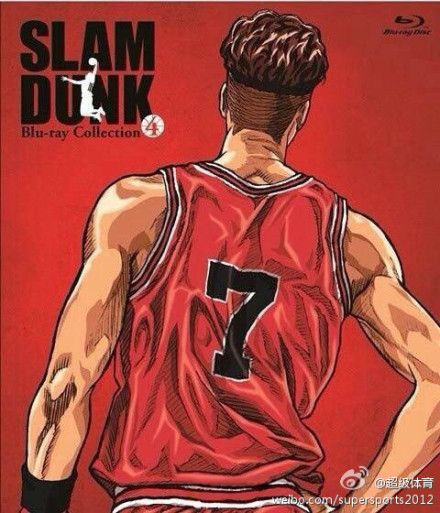 SLAM
DUNK
Blu-ray Collection 4
Blu-ray Disc
7
@超级体育
weibo.com/supersports2012